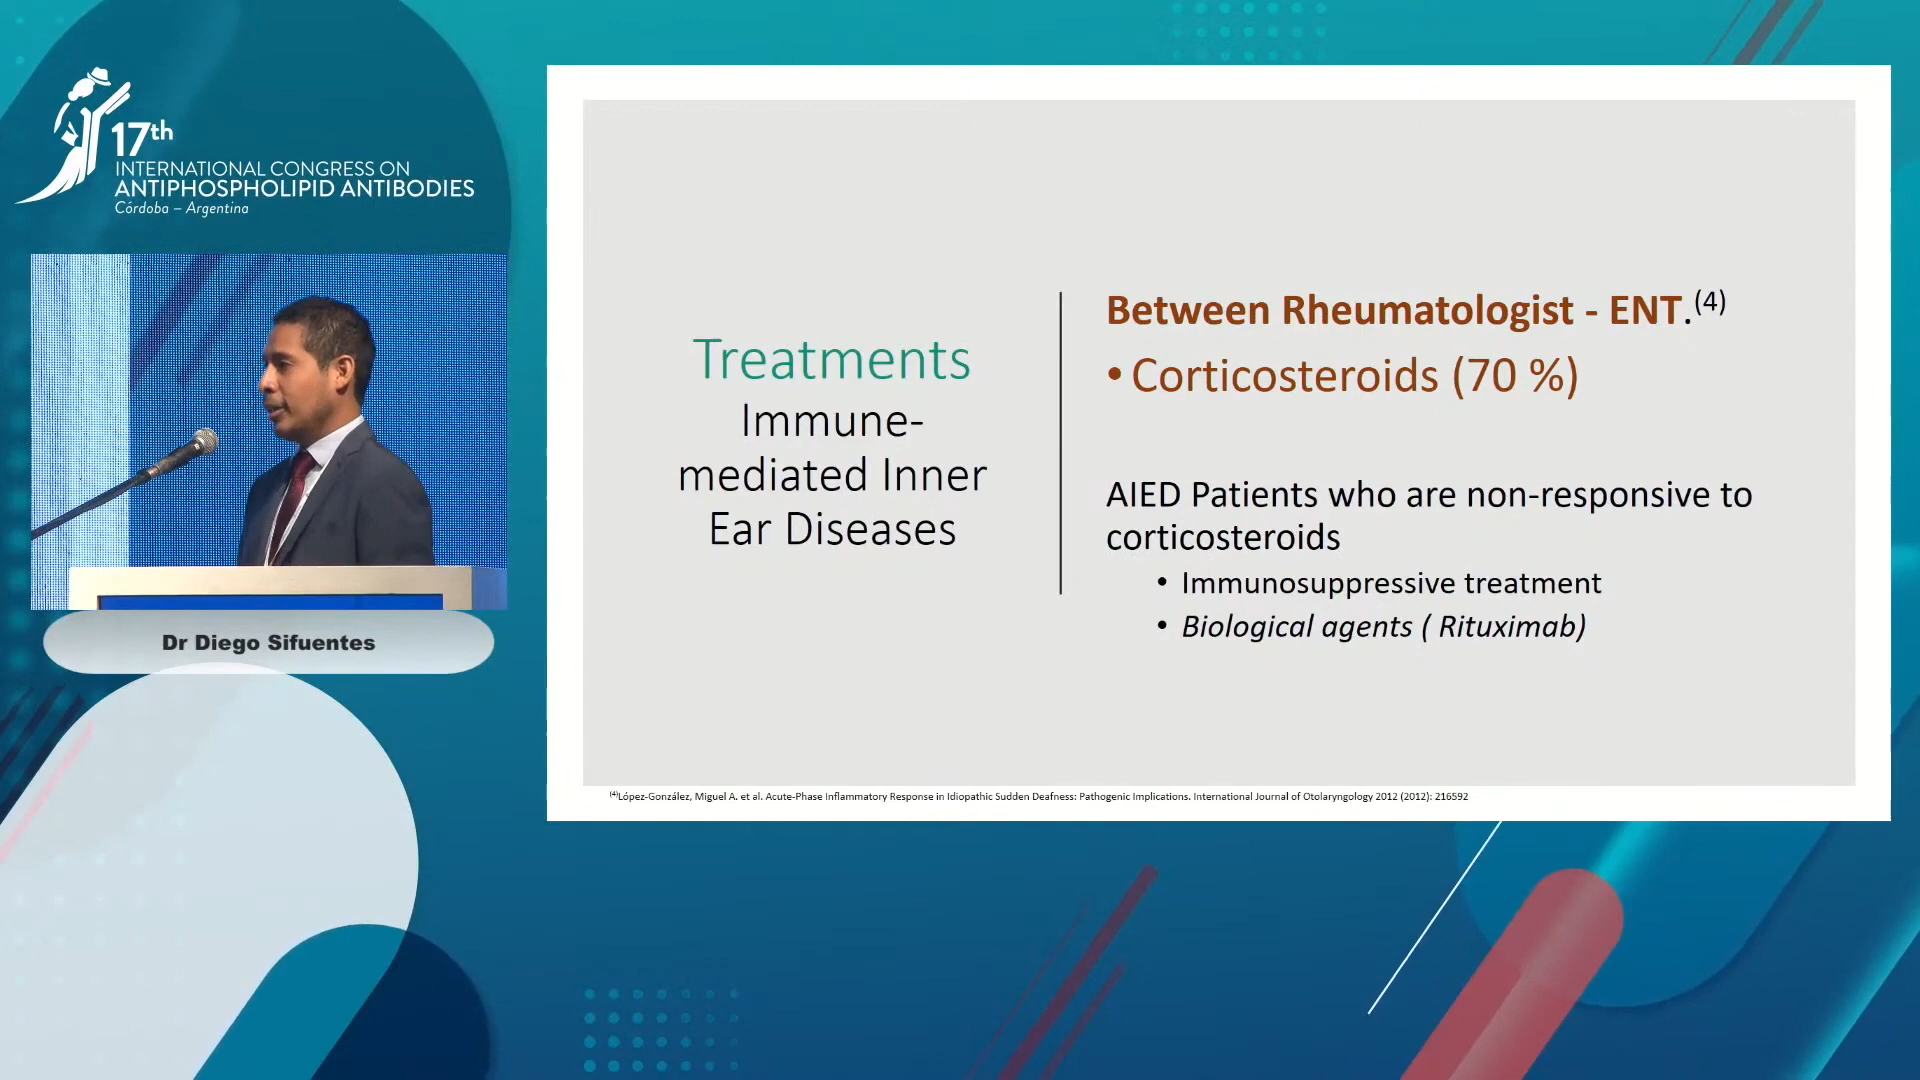 17th
INTERNATIONAL CONGRESS ON
ANTIPHOSPHOLIPID ANTIBODIES
Córdoba – Argentina
Dr Diego Sifuentes
Treatments
Immune-
mediated Inner
Ear Diseases
Between Rheumatologist - ENT.(4)
• Corticosteroids (70 %)
AIED Patients who are non-responsive to
corticosteroids
• Immunosuppressive treatment
• Biological agents ( Rituximab)
(4)López-González, Miguel A. et al. Acute-Phase Inflammatory Response in Idiopathic Sudden Deafness: Pathogenic Implications. International Journal of Otolaryngology 2012 (2012): 216592